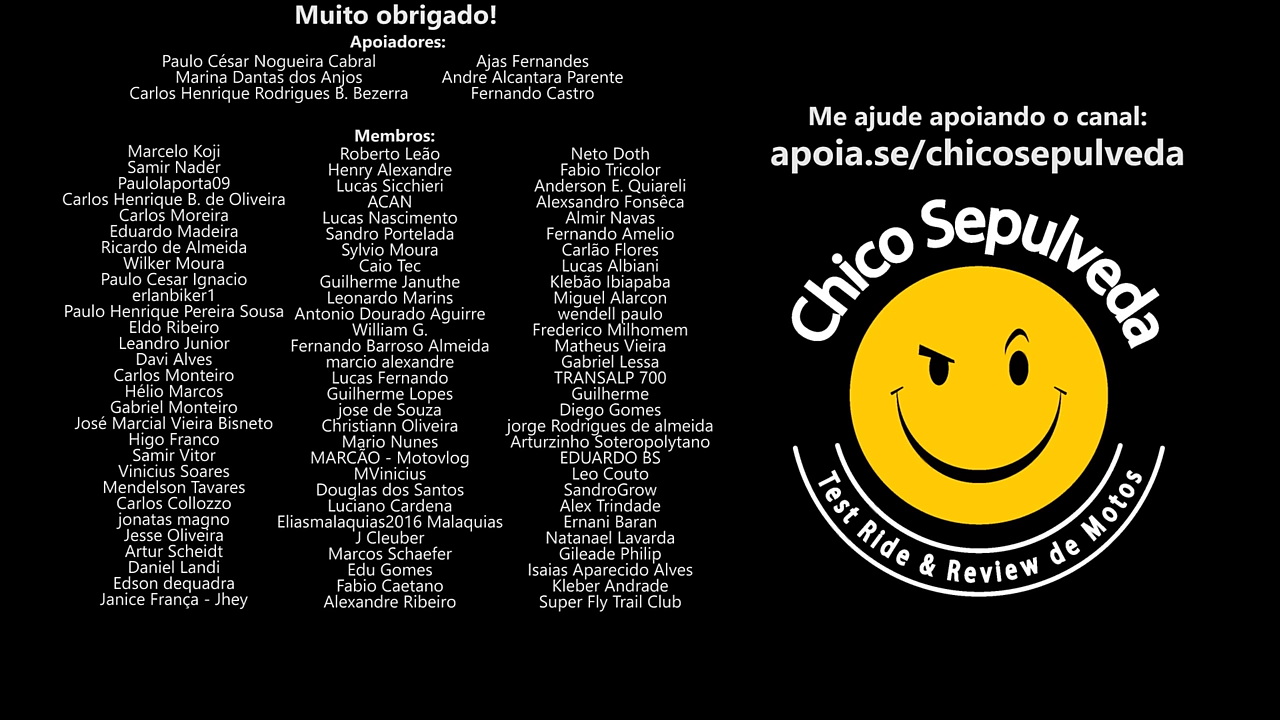 Muito obrigado!
Apoiadores:
Paulo César Nogueira Cabral
Marina Dantas dos Anjos
Carlos Henrique Rodrigues B. Bezerra
Ajas Fernandes
Andre Alcantara Parente
Fernando Castro
Membros:
Marcelo Koji
Samir Nader
Paulolaporta09
Carlos Henrique B. de Oliveira
Carlos Moreira
Eduardo Madeira
Ricardo de Almeida
Wilker Moura
Paulo Cesar Ignacio
erlanbiker1
Paulo Henrique Pereira Sousa
Eldo Ribeiro
Leandro Junior
Davi Alves
Carlos Monteiro
Hélio Marcos
Gabriel Monteiro
José Marcial Vieira Bisneto
Higo Franco
Samir Vitor
Vinicius Soares
Mendelson Tavares
Carlos Collozzo
jonatas magno
Jesse Oliveira
Artur Scheidt
Daniel Landi
Edson dequadra
Janice França - Jhey
Roberto Leão
Henry Alexandre
Lucas Sicchieri
ACAN
Lucas Nascimento
Sandro Portelada
Sylvio Moura
Caio Tec
Guilherme Januthe
Leonardo Marins
Antonio Dourado Aguirre
William G.
Fernando Barroso Almeida
marcio alexandre
Lucas Fernando
Guilherme Lopes
jose de Souza
Christiann Oliveira
Mario Nunes
MARCÃO - Motovlog
MVinicius
Douglas dos Santos
Luciano Cardena
Eliasmalaquias2016 Malaquias
J Cleuber
Marcos Schaefer
Edu Gomes
Fabio Caetano
Alexandre Ribeiro
Neto Doth
Fabio Tricolor
Anderson E. Quiareli
Alexsandro Fonsêca
Almir Navas
Fernando Amelio
Carlão Flores
Lucas Albiani
Klebão Ibiapaba
Miguel Alarcon
wendell paulo
Frederico Milhomem
Matheus Vieira
Gabriel Lessa
TRANSALP 700
Guilherme
Diego Gomes
jorge Rodrigues de almeida
Arturzinho Soteropolytano
EDUARDO BS
Leo Couto
SandroGrow
Alex Trindade
Ernani Baran
Natanael Lavarda
Gileade Philip
Isaias Aparecido Alves
Kleber Andrade
Super Fly Trail Club
Me ajude apoiando o canal:
apoia.se/chicosepulveda
Chico Sepulveda
Test Ride & Review de Motos